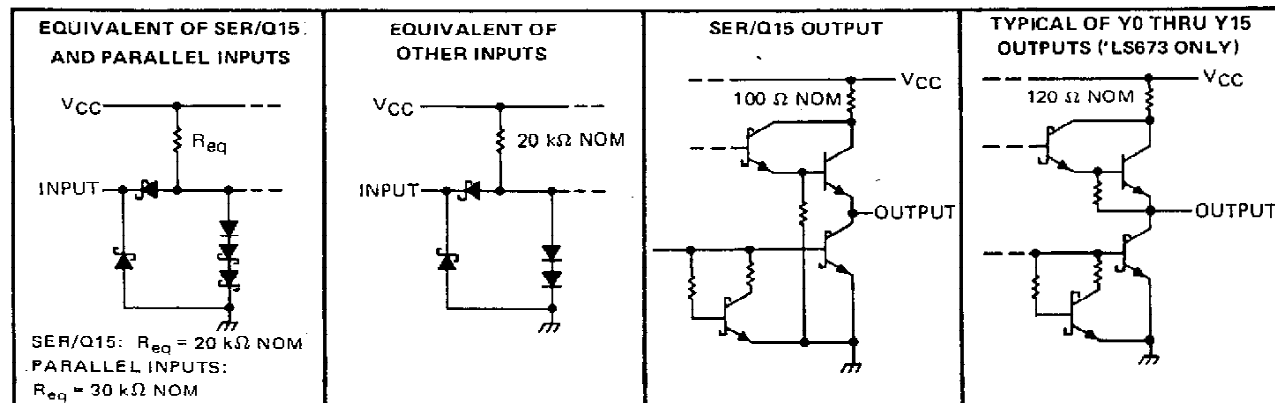 EQUIVALENT OF SER/Q15
AND PARALLEL INPUTS
VCC
Req
INPUT
SER/Q15: Req = 20 kΩ NOM
PARALLEL INPUTS:
Req = 30 kΩ NOM
EQUIVALENT OF
OTHER INPUTS
VCC
20 kΩ NOM
INPUT
SER/Q15 OUTPUT
VCC
100 Ω NOM
OUTPUT
TYPICAL OF Y0 THRU Y15
OUTPUTS ('LS673 ONLY)
VCC
120 Ω NOM
OUTPUT